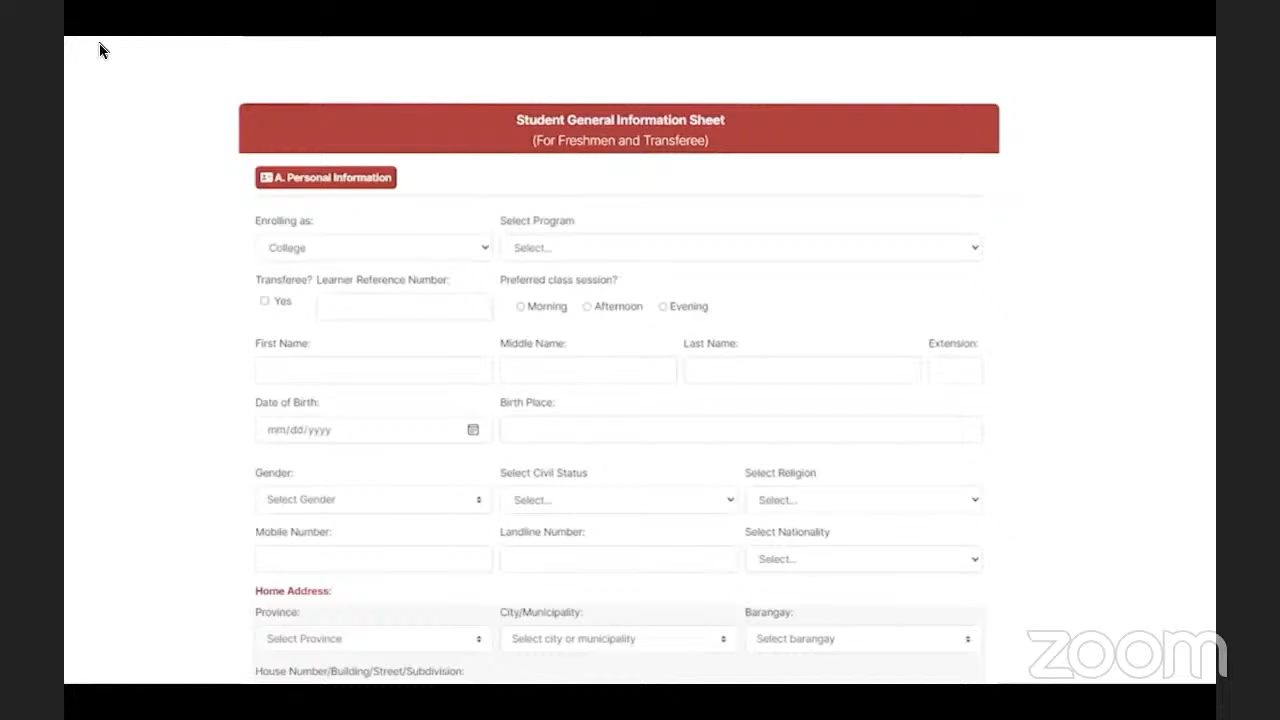 Student General Information Sheet
(For Freshmen and Transferee)
A. Personal Information
Enrolling as: Select Program
College Select...
Transferee? Learner Reference Number: Preferred class session?
Yes Morning Afternoon Evening
First Name: Middle Name: Last Name: Extension:
Date of Birth: Birth Place:
mm/dd/yyyy
Gender: Select Civil Status Select Religion
Select Gender Select... Select...
Mobile Number: Landline Number: Select Nationality
Select...
Home Address:
Province: City/Municipality: Barangay:
Select Province Select city or municipality Select barangay
House Number/Building/Street/Subdivision:
zoom